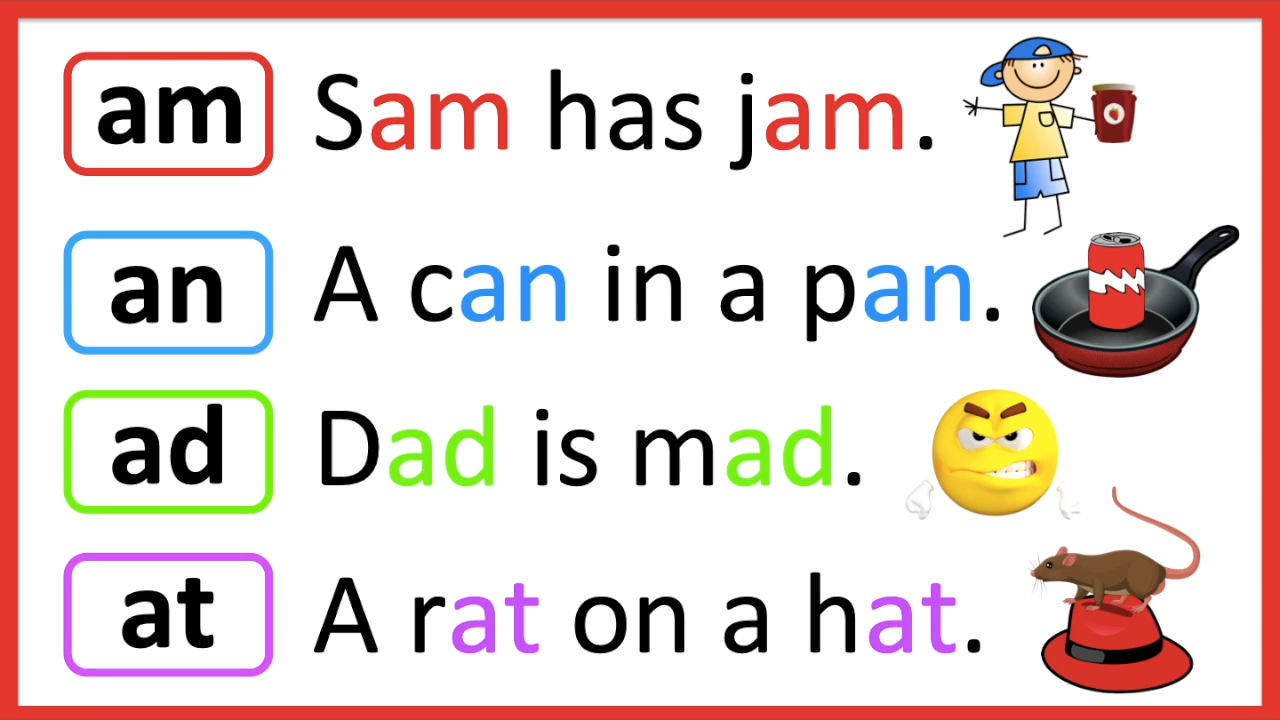 am Sam has jam.
an A can in a pan.
ad Dad is mad.
at A rat on a hat.